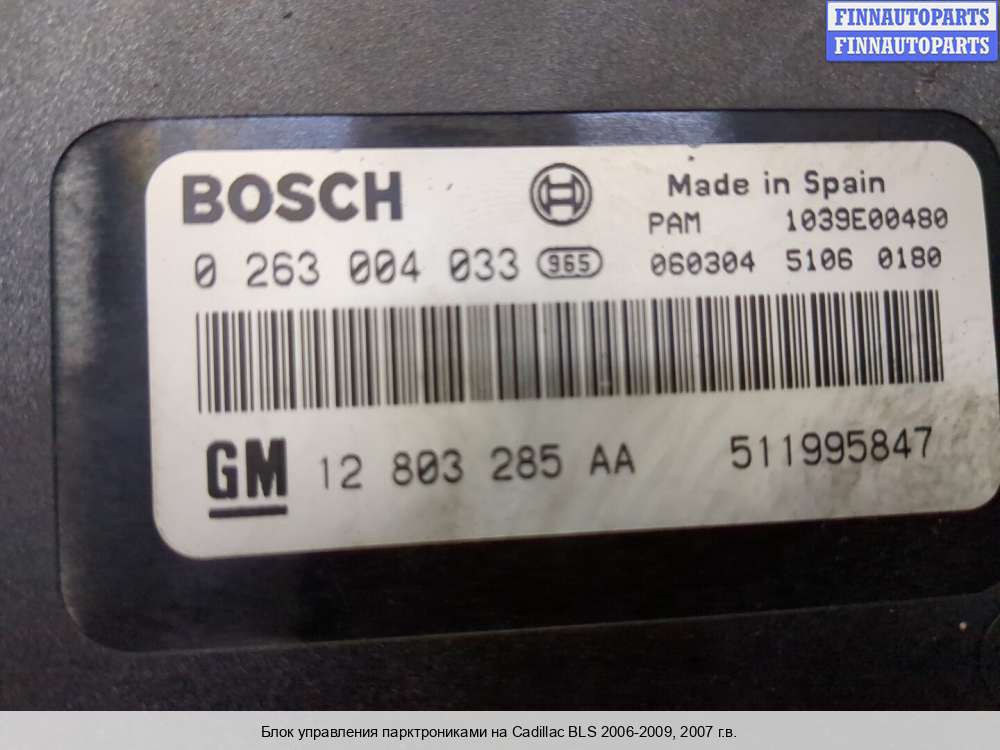 FINNAUTOPARTS
FINNAUTOPARTS
BOSCH
Made in Spain
PAM 1039E00480
0 263 004 033 965 060304 5106 0180
GM 12 803 285 AA 511995847
Блок управления парктрониками на Cadillac BLS 2006-2009, 2007 г.в.